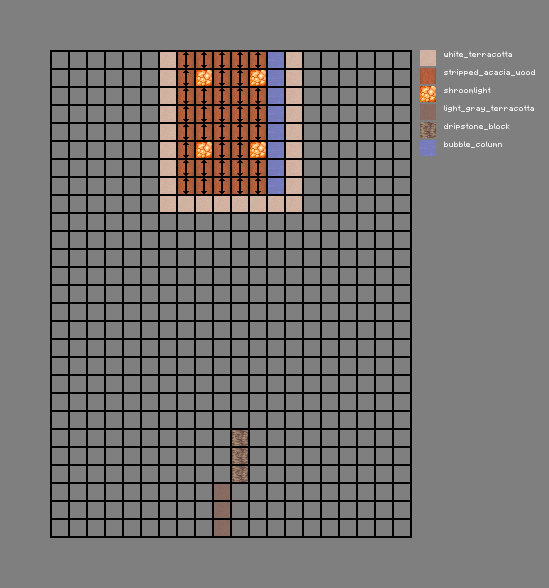 white_terracotta
stripped_acacia_wood
shroomlight
light_gray_terracotta
dripstone_block
bubble_column